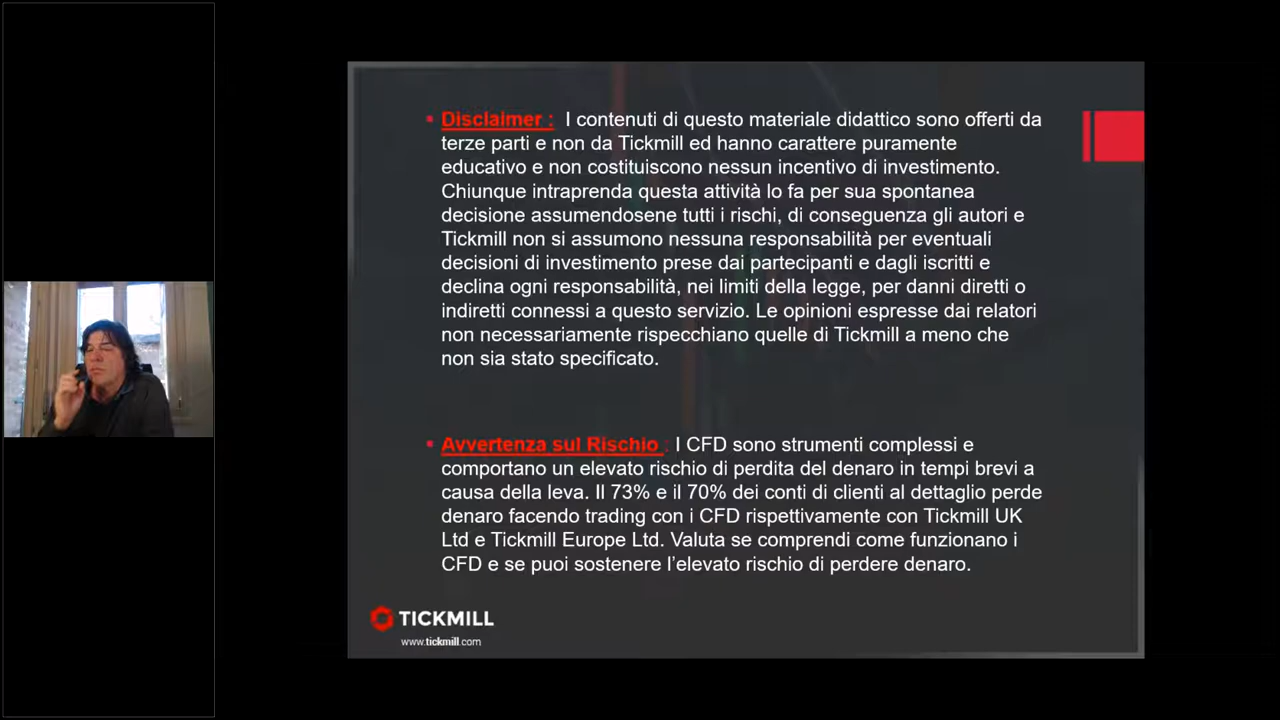 Disclaimer : I contenuti di questo materiale didattico sono offerti da
terze parti e non da Tickmill ed hanno carattere puramente
educativo e non costituiscono nessun incentivo di investimento.
Chiunque intraprenda questa attività lo fa per sua spontanea
decisione assumendosene tutti i rischi, di conseguenza gli autori e
Tickmill non si assumono nessuna responsabilità per eventuali
decisioni di investimento prese dai partecipanti e dagli iscritti e
declina ogni responsabilità, nei limiti della legge, per danni diretti o
indiretti connessi a questo servizio. Le opinioni espresse dai relatori
non necessariamente rispecchiano quelle di Tickmill a meno che
non sia stato specificato.
Avvertenza sul Rischio : I CFD sono strumenti complessi e
comportano un elevato rischio di perdita del denaro in tempi brevi a
causa della leva. Il 73% e il 70% dei conti di clienti al dettaglio perde
denaro facendo trading con i CFD rispettivamente con Tickmill UK
Ltd e Tickmill Europe Ltd. Valuta se comprendi come funzionano i
CFD e se puoi sostenere l'elevato rischio di perdere denaro.
TICKMILL
www.tickmill.com